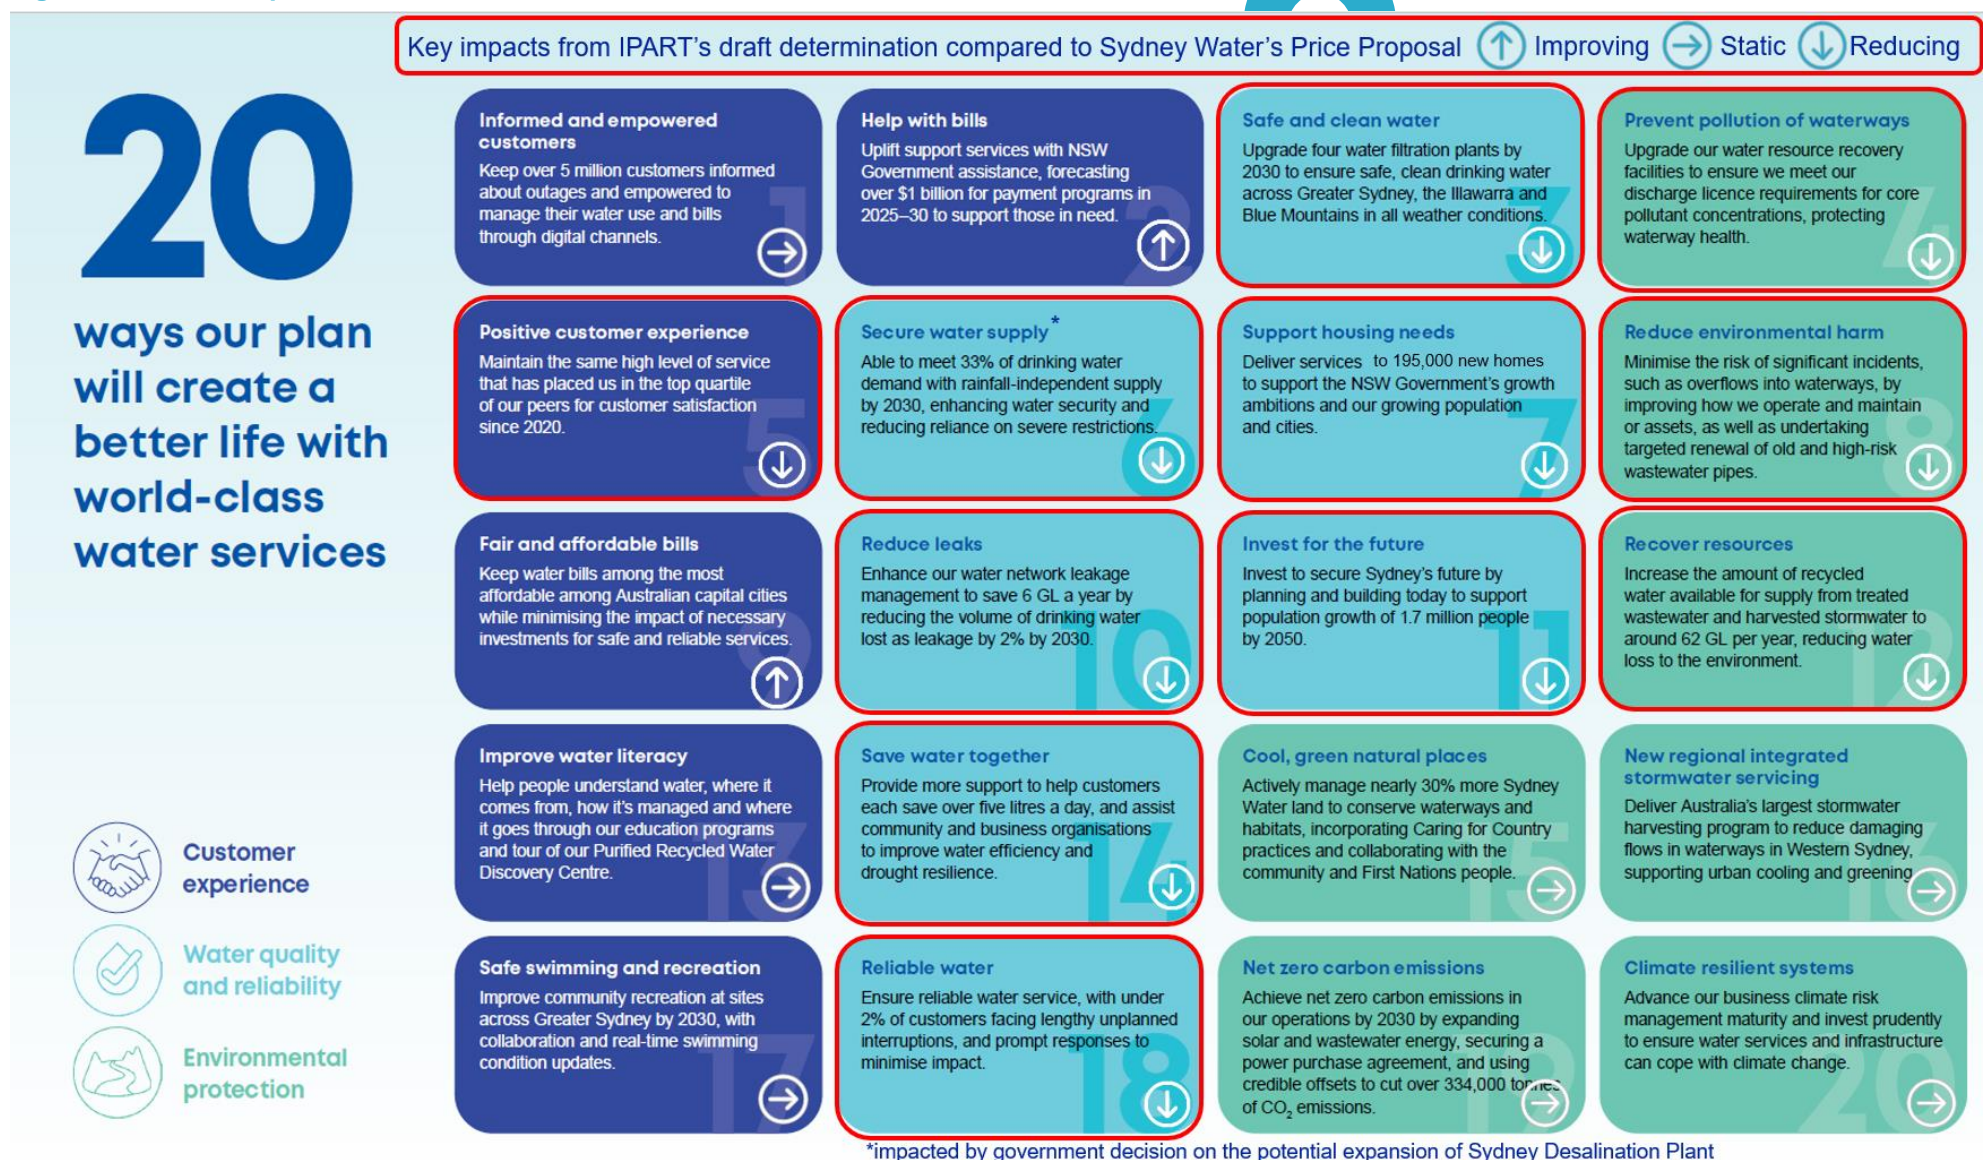 Key impacts from IPART's draft determination compared to Sydney Water's Price Proposal Improving Static Reducing
20
ways our plan
will create a
better life with
world-class
water services
Customer
experience
Water quality
and reliability
Environmental
protection
Informed and empowered
customers
Keep over 5 million customers informed
about outages and empowered to
manage their water use and bills
through digital channels.
1
Help with bills
Uplift support services with NSW
Government assistance, forecasting
over $1 billion for payment programs in
2025–30 to support those in need.
2
Safe and clean water
Upgrade four water filtration plants by
2030 to ensure safe, clean drinking water
across Greater Sydney, the Illawarra and
Blue Mountains in all weather conditions.
3
Prevent pollution of waterways
Upgrade our water resource recovery
facilities to ensure we meet our
discharge licence requirements for core
pollutant concentrations, protecting
waterway health.
4
Positive customer experience
Maintain the same high level of service
that has placed us in the top quartile
of our peers for customer satisfaction
since 2020.
5
Secure water supply*
Able to meet 33% of drinking water
demand with rainfall-independent supply
by 2030, enhancing water security and
reducing reliance on severe restrictions.
6
Support housing needs
Deliver services to 195,000 new homes
to support the NSW Government's growth
ambitions and our growing population
and cities.
7
Reduce environmental harm
Minimise the risk of significant incidents,
such as overflows into waterways, by
improving how we operate and maintain
or assets, as well as undertaking
targeted renewal of old and high-risk
wastewater pipes.
8
Fair and affordable bills
Keep water bills among the most
affordable among Australian capital cities
while minimising the impact of necessary
investments for safe and reliable services.
9
Reduce leaks
Enhance our water network leakage
management to save 6 GL a year by
reducing the volume of drinking water
lost as leakage by 2% by 2030.
10
Invest for the future
Invest to secure Sydney's future by
planning and building today to support
population growth of 1.7 million people
by 2050.
11
Recover resources
Increase the amount of recycled
water available for supply from treated
wastewater and harvested stormwater to
around 62 GL per year, reducing water
loss to the environment.
12
Improve water literacy
Help people understand water, where it
comes from, how it's managed and where
it goes through our education programs
and tour of our Purified Recycled Water
Discovery Centre.
13
Save water together
Provide more support to help customers
each save over five litres a day, and assist
community and business organisations
to improve water efficiency and
drought resilience.
14
Cool, green natural places
Actively manage nearly 30% more Sydney
Water land to conserve waterways and
habitats, incorporating Caring for Country
practices and collaborating with the
community and First Nations people.
15
New regional integrated
stormwater servicing
Deliver Australia's largest stormwater
harvesting program to reduce damaging
flows in waterways in Western Sydney,
supporting urban cooling and greening.
16
Safe swimming and recreation
Improve community recreation at sites
across Greater Sydney by 2030, with
collaboration and real-time swimming
condition updates.
17
Reliable water
Ensure reliable water service, with under
2% of customers facing lengthy unplanned
interruptions, and prompt responses to
minimise impact.
18
Net zero carbon emissions
Achieve net zero carbon emissions in
our operations by 2030 by expanding
solar and wastewater energy, securing a
power purchase agreement, and using
credible offsets to cut over 334,000 tonnes
of CO₂ emissions.
19
Climate resilient systems
Advance our business climate risk
management maturity and invest prudently
to ensure water services and infrastructure
can cope with climate change.
20
*impacted by government decision on the potential expansion of Sydney Desalination Plant